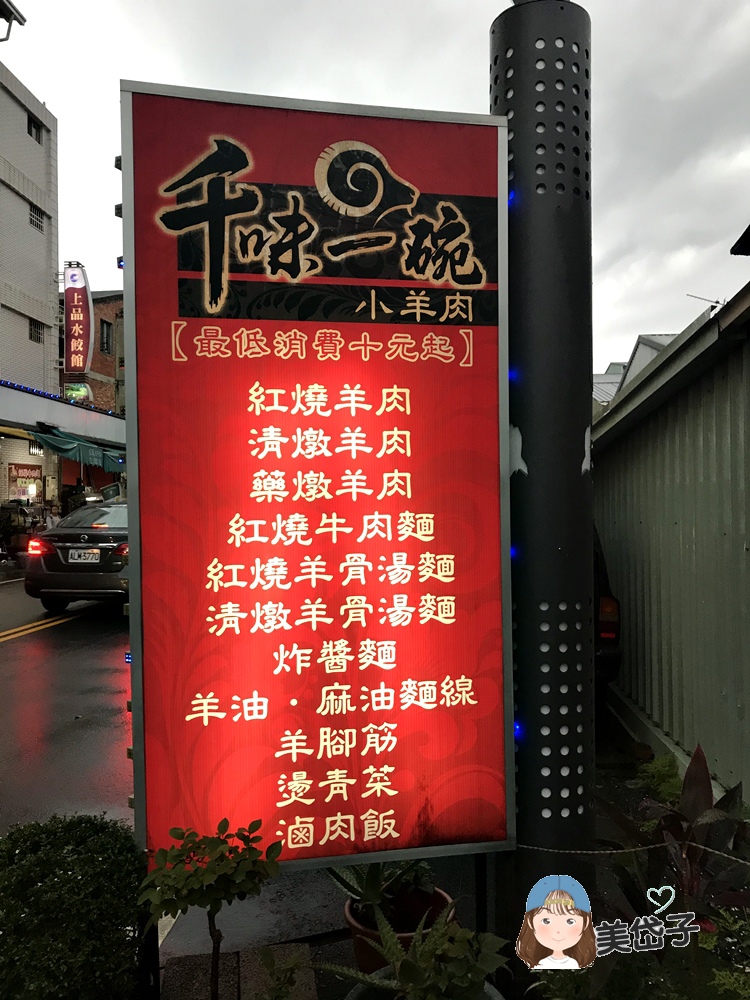 千味一碗
小羊肉
【最低消費十元起】
紅燒羊肉
清燉羊肉
藥燉羊肉
紅燒牛肉麵
紅燒羊骨湯麵
清燉羊骨湯麵
炸醬麵
羊油・麻油麵線
羊腳筋
燙青菜
滷肉飯
上品水餃館
ALM3770
美岱子